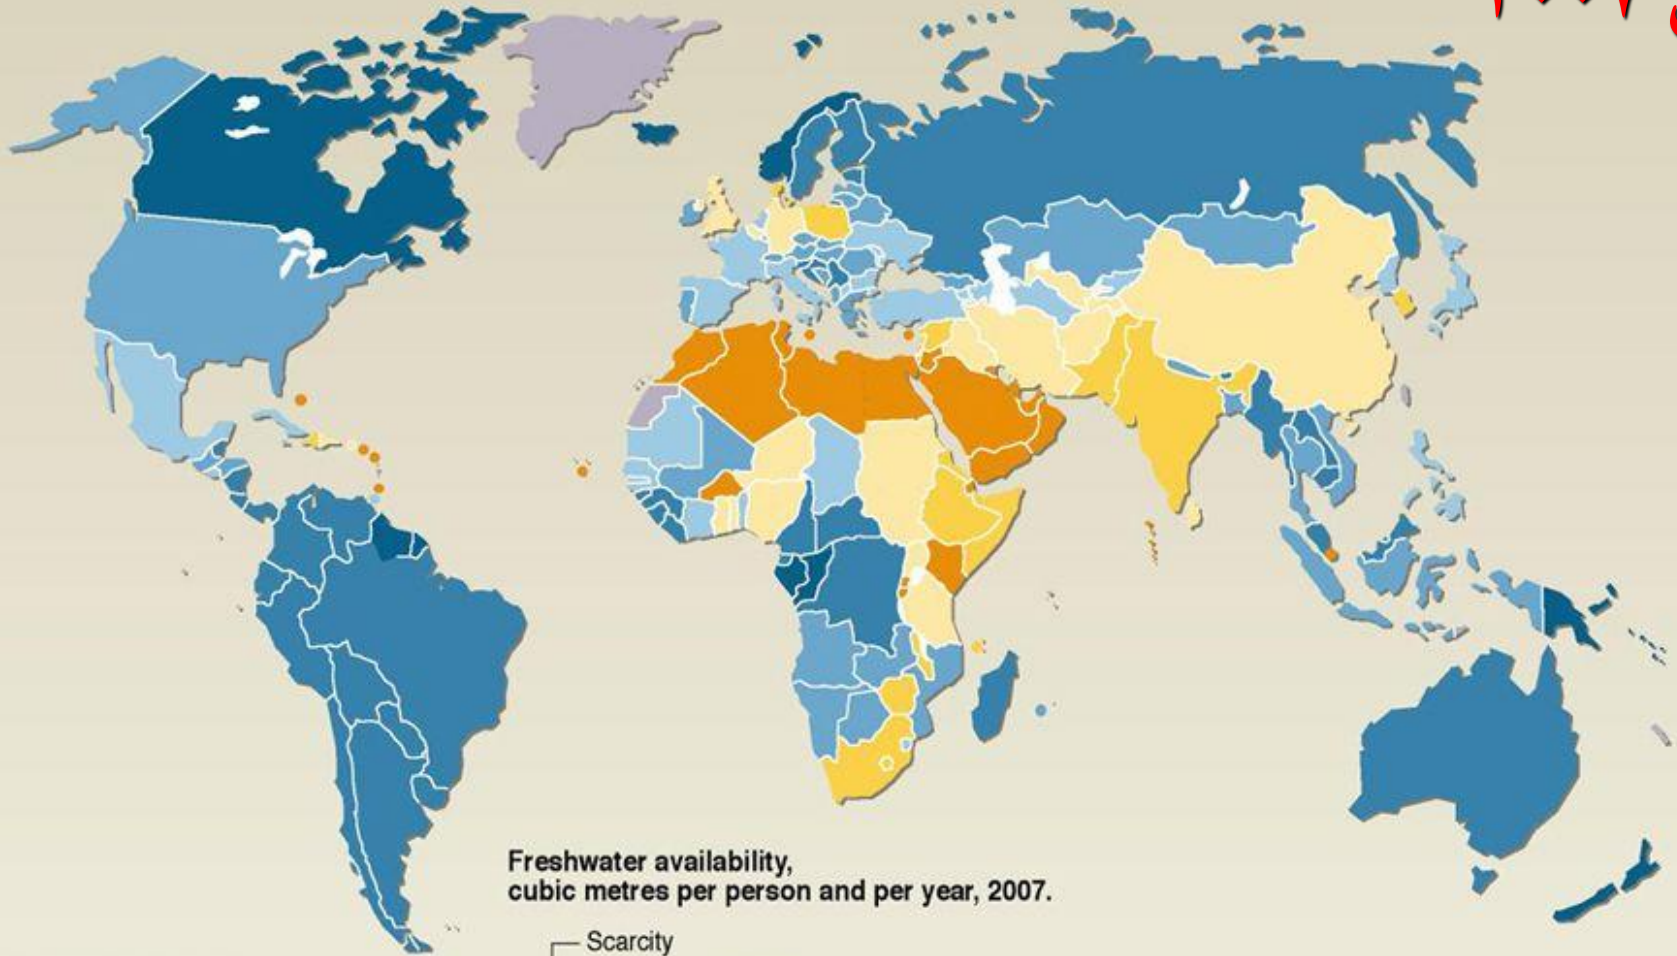 Freshwater availability,
cubic metres per person and per year, 2007.
Scarcity